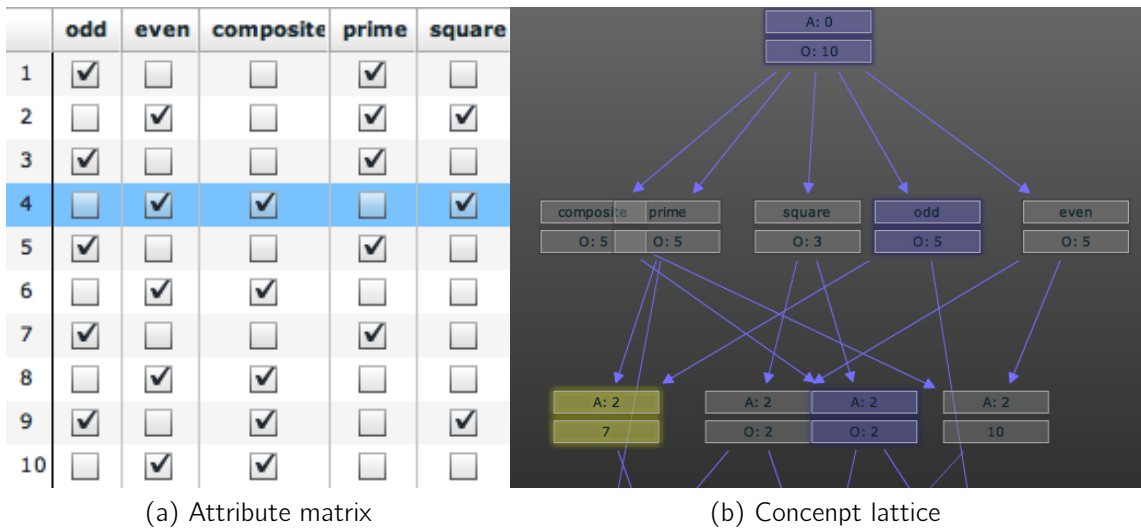 odd even composite prime square
1
2
3
4
5
6
7
8
9
10
A: 0
O: 10
composite prime square odd even
O: 5 O: 5 O: 3 O: 5 O: 5
A: 2 A: 2 A: 2 A: 2
7 O: 2 O: 2 10
(a) Attribute matrix (b) Concenpt lattice